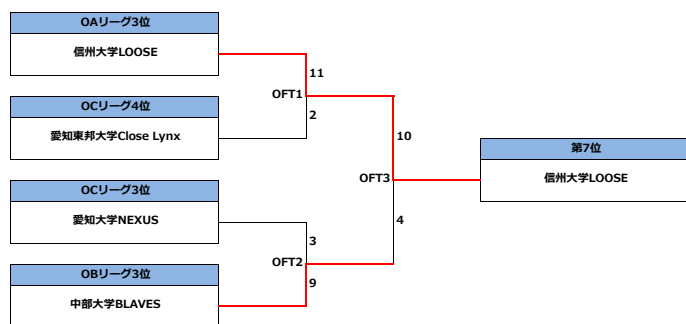 OAリーグ3位
信州大学LOOSE
11
OFT1
OCリーグ4位
2
愛知東邦大学Close Lynx
10
第7位
OFT3
信州大学LOOSE
OCリーグ3位
愛知大学NEXUS
4
3
OFT2
OBリーグ3位
9
中部大学BLAVES